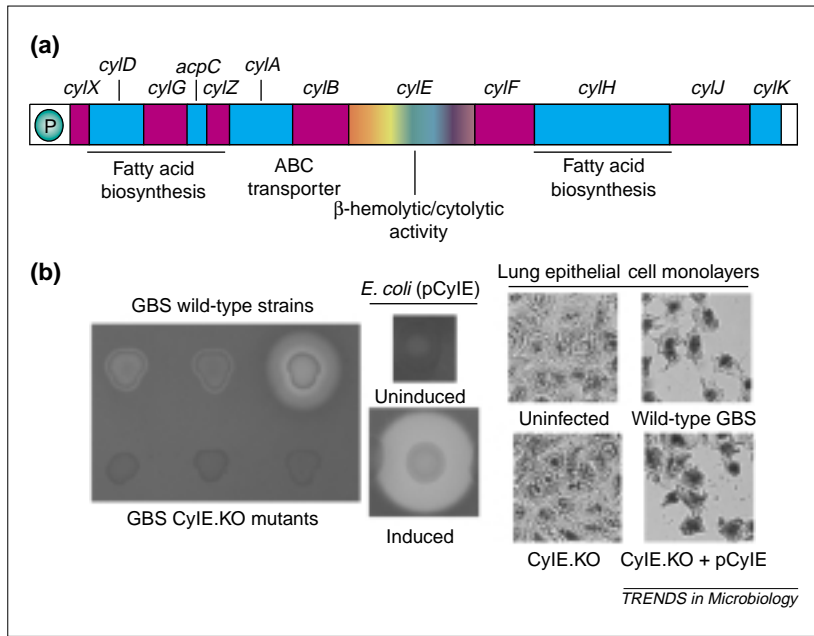 (a)
cylX cylD cylG acpC cylZ cylA cylB cylE cylF cylH cylJ cylK
P
Fatty acid
biosynthesis
ABC
transporter
β-hemolytic/cytolytic
activity
Fatty acid
biosynthesis
(b)
GBS wild-type strains
GBS CylE.KO mutants
E. coli (pCylE)
Uninduced
Induced
Lung epithelial cell monolayers
Uninfected
Wild-type GBS
CylE.KO
CylE.KO + pCylE
TRENDS in Microbiology